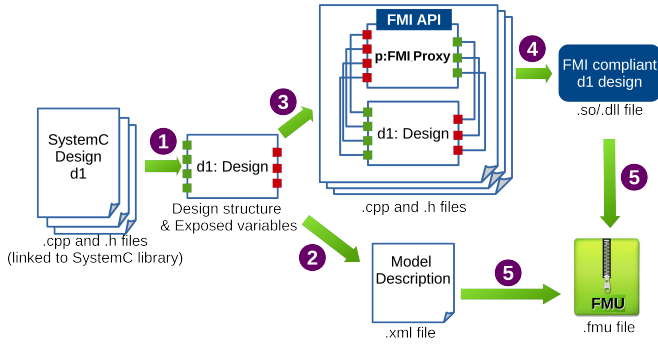 SystemC
Design
d1
.cpp and .h files
(linked to SystemC library)
1
d1: Design
Design structure
& Exposed variables
3
FMI API
p:FMI Proxy
d1: Design
.cpp and .h files
4
FMI compliant
d1 design
.so/.dll file
2
Model
Description
.xml file
5
5
FMU
.fmu file